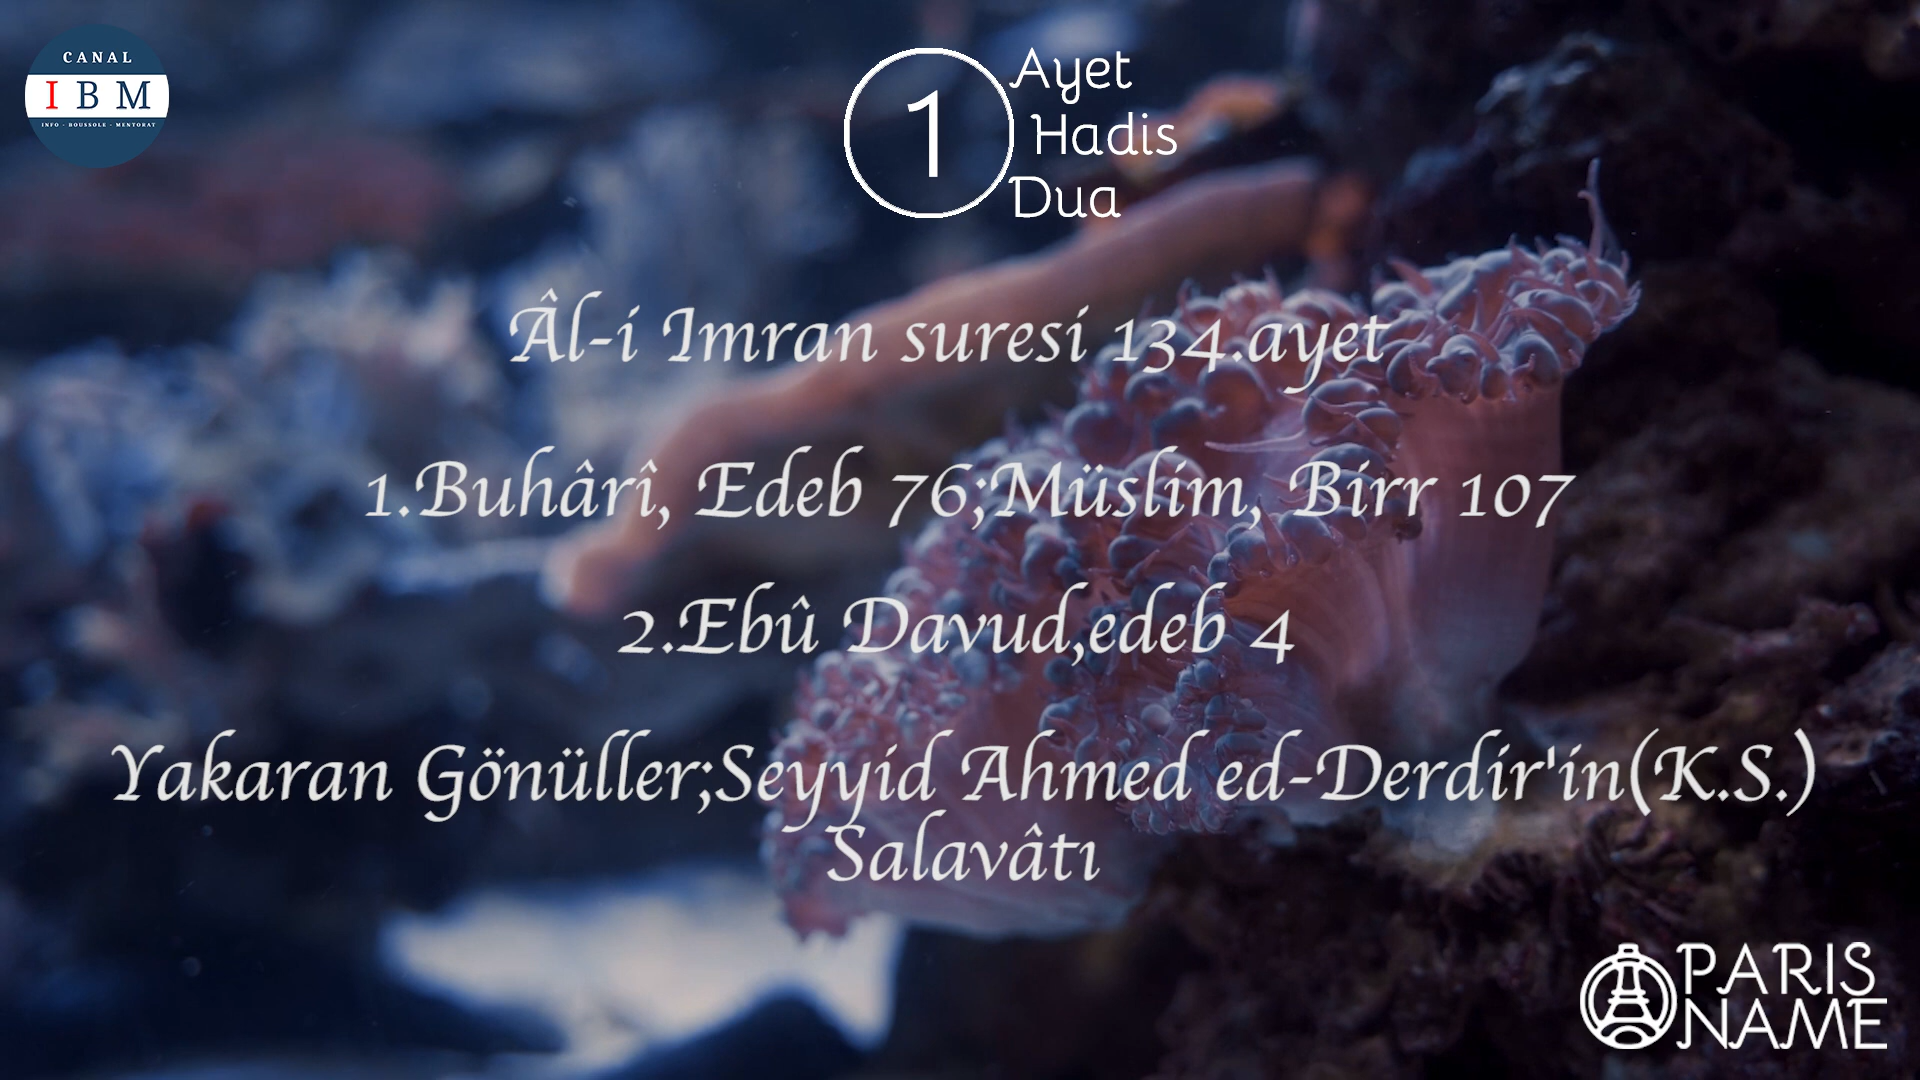 CANAL
IBM
INFO - BOUSSOLE - MENTORAT
1
Ayet
Hadis
Dua
Âl-i Imran suresi 134.ayet
1.Buhârî, Edeb 76;Müslim, Birr 107
2.Ebû Davud,edeb 4
Yakaran Gönüller;Seyyid Ahmed ed-Derdir'in(K.S.)
Salavâtı
PARIS
NAME